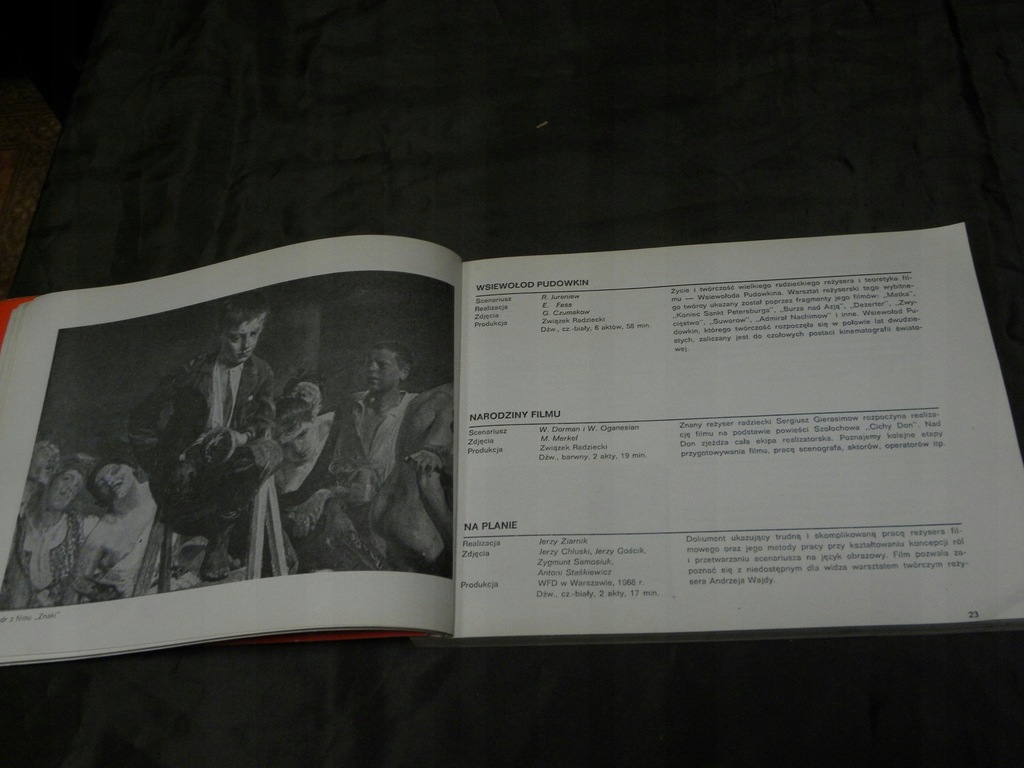 dr z filmu „Znaki"
WSIEWOŁOD PUDOWKIN
Scenariusz R. Jureniew
Realizacja E. Fess
Zdjęcia G. Czumakow
Produkcja Związek Radziecki
Dźw., cz.-biały, 6 aktów, 58 min.
Życie i twórczość wielkiego radzieckiego reżysera i teoretyka fil-
mu — Wsiewołoda Pudowkina. Warsztat reżyserski tego wybitne-
go twórcy ukazany został poprzez fragmenty jego filmów: „Matka",
„Koniec Sankt Petersburga", „Burza nad Azją", „Dezerter", „Zwy-
cięstwo", „Suworow", „Admirał Nachimow" i inne. Wsiewołod Pu-
dowkin, którego twórczość rozpoczęła się w połowie lat dwudzie-
stych, zaliczany jest do czołowych postaci kinematografii świato-
wej.
NARODZINY FILMU
Scenariusz W. Dorman i W. Oganesian
Zdjęcia M. Merkel
Produkcja Związek Radziecki
Dźw., barwny, 2 akty, 19 min.
Znany reżyser radziecki Sergiusz Gierasimow rozpoczyna realiza-
cję filmu na podstawie powieści Szołochowa „Cichy Don". Nad
Don zjeżdża cała ekipa realizatorska. Poznajemy kolejne etapy
przygotowywania filmu, pracę scenografa, aktorów, operatorów itp.
NA PLANIE
Realizacja Jerzy Ziarnik
Zdjęcia Jerzy Chluski, Jerzy Gościk,
Zygmunt Samosiuk,
Antoni Staśkiewicz
Produkcja WFD w Warszawie, 1968 r.
Dźw., cz.-biały, 2 akty, 17 min.
Dokument ukazujący trudną i skomplikowaną pracę reżysera fil-
mowego oraz jego metody pracy przy kształtowaniu koncepcji ról
i przetwarzaniu scenariusza na język obrazowy. Film pozwala za-
poznać się z niedostępnym dla widza warsztatem twórczym reży-
sera Andrzeja Wajdy.
23